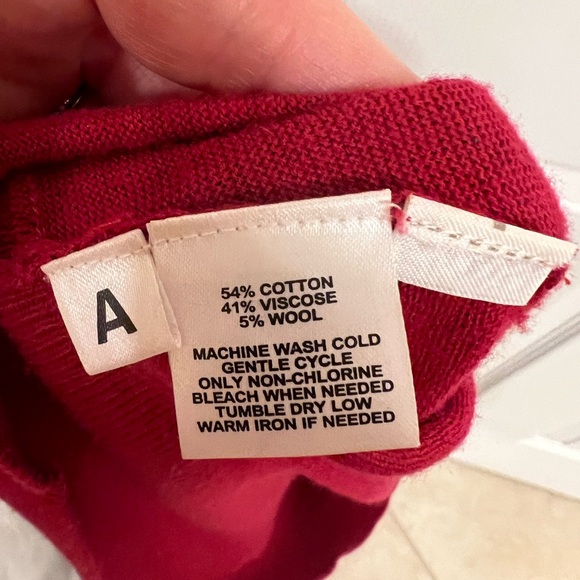 A
54% COTTON
41% VISCOSE
5% WOOL
MACHINE WASH COLD
GENTLE CYCLE
ONLY NON-CHLORINE
BLEACH WHEN NEEDED
TUMBLE DRY LOW
WARM IRON IF NEEDED